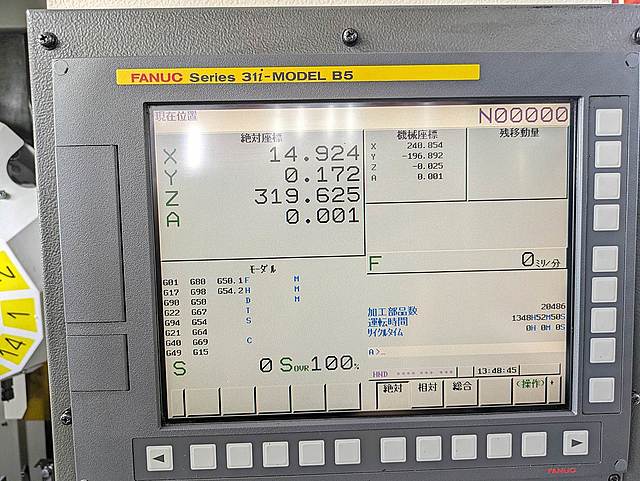 FANUC Series 31i-MODEL B5
現在位置 N00000
絶対座標 機械座標 残移動量
X 14.924
Y 0.172
Z 319.625
A 0.001
X 240.854
Y -196.892
Z -0.025
A 0.001
F 0ミリ/分
モーダル
G01 G80 G50.1 F M
G17 G98 G54.2 H M
G90 G50 D M
G22 G67 T
G94 G54 S
G21 G64
G40 G69 C
G49 G15
加工部品数 20486
運転時間 1348H52M50S
サイクルタイム 0H 0M 0S
A>_
S 0 SOVR100%
HND **** *** *** 13:48:45
絶対 相対 総合 (操作) +
FANUC
2
1
14